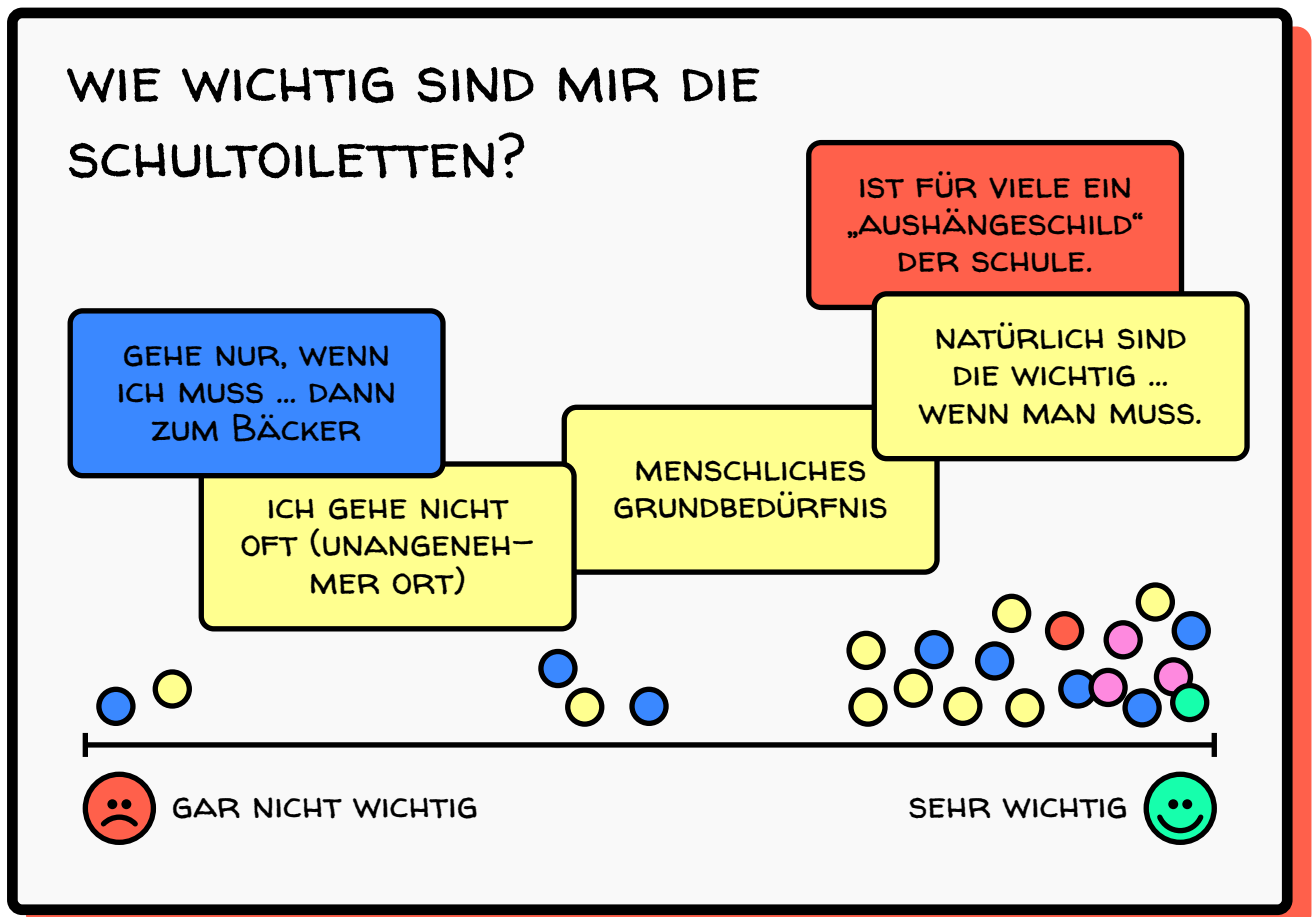 WIE WICHTIG SIND MIR DIE
SCHULTOILETTEN?
IST FÜR VIELE EIN
„AUSHÄNGESCHILD“
DER SCHULE.
NATÜRLICH SIND
DIE WICHTIG ...
WENN MAN MUSS.
GEHE NUR, WENN
ICH MUSS ... DANN
ZUM BÄCKER
MENSCHLICHES
GRUNDBEDÜRFNIS
ICH GEHE NICHT
OFT (UNANGENEH-
MER ORT)
GAR NICHT WICHTIG
SEHR WICHTIG